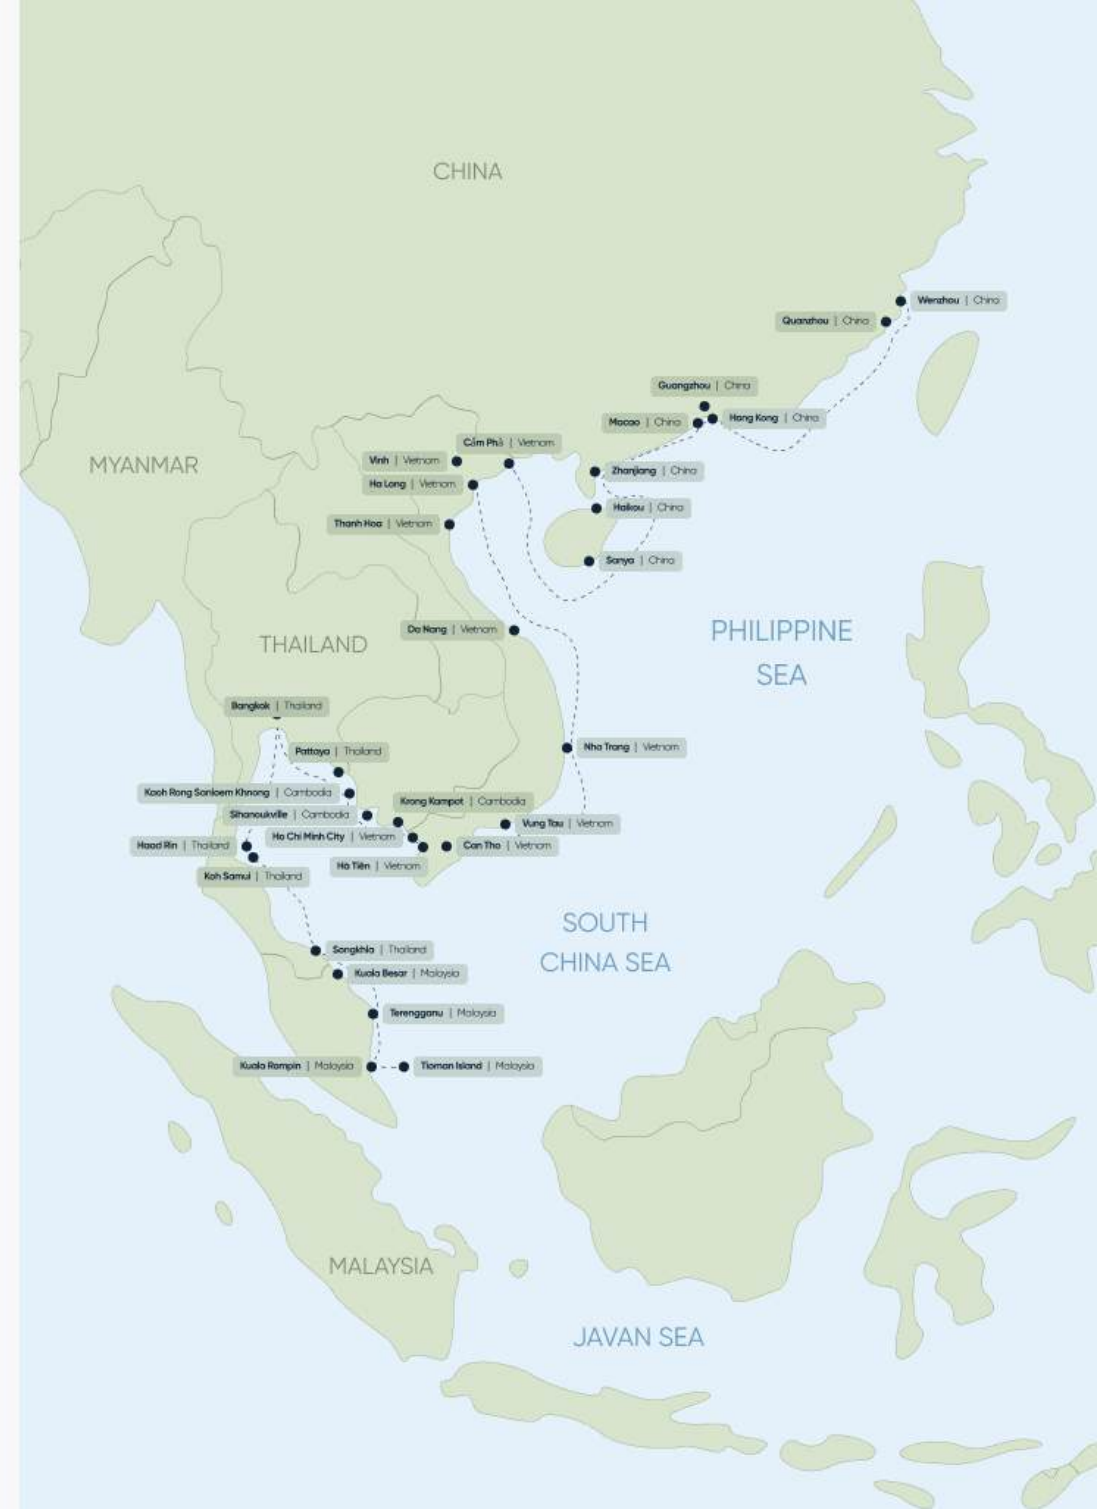 CHINA
Wenzhou | China
Quanzhou | China
Guangzhou | China
Macao | China
Hong Kong | China
Cẩm Phả | Vietnam
Vinh | Vietnam
MYANMAR
Zhanjiang | China
Ha Long | Vietnam
Haikou | China
Thanh Hoa | Vietnam
Sanya | China
Da Nang | Vietnam
PHILIPPINE
SEA
THAILAND
Bangkok | Thailand
Nha Trang | Vietnam
Pattaya | Thailand
Kaoh Rong Sanloem Khnong | Cambodia
Krong Kampot | Cambodia
Sihanoukville | Cambodia
Vung Tau | Vietnam
Ho Chi Minh City | Vietnam
Haad Rin | Thailand
Can Tho | Vietnam
Hà Tiên | Vietnam
Koh Samui | Thailand
SOUTH
CHINA SEA
Songkhla | Thailand
Kuala Besar | Malaysia
Terengganu | Malaysia
Kuala Rompin | Malaysia
Tioman Island | Malaysia
MALAYSIA
JAVAN SEA